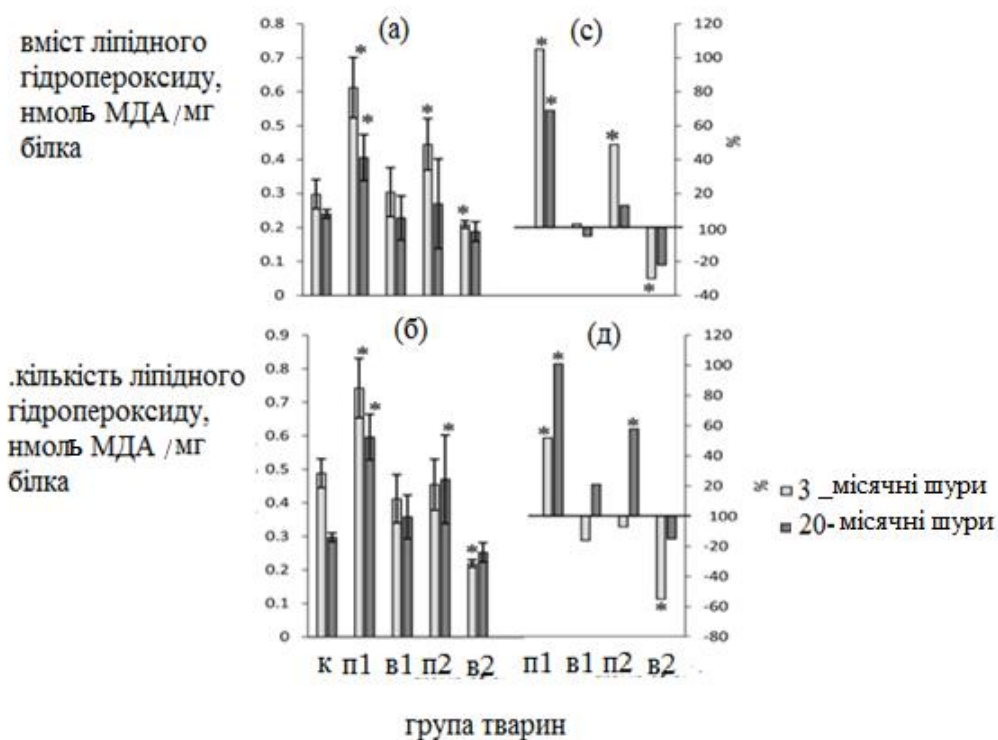 вміст ліпідного
гідропероксиду,
нмоль МДА/мг
білка
(а)
0.8
0.7
0.6
0.5
0.4
0.3
0.2
0.1
0
* * * *
(с)
120
100
80
60
40
20
100
-20
-40
%
* * * *
.кількість ліпідного
гідропероксиду,
нмоль МДА /мг
білка
(б)
0.9
0.8
0.7
0.6
0.5
0.4
0.3
0.2
0.1
0
* * * *
(д)
120
100
80
60
40
20
100
-20
-40
-60
-80
%
* * * *
3 _місячні шури
20- місячні шури
к п1 в1 п2 в2
п1 в1 п2 в2
група тварин